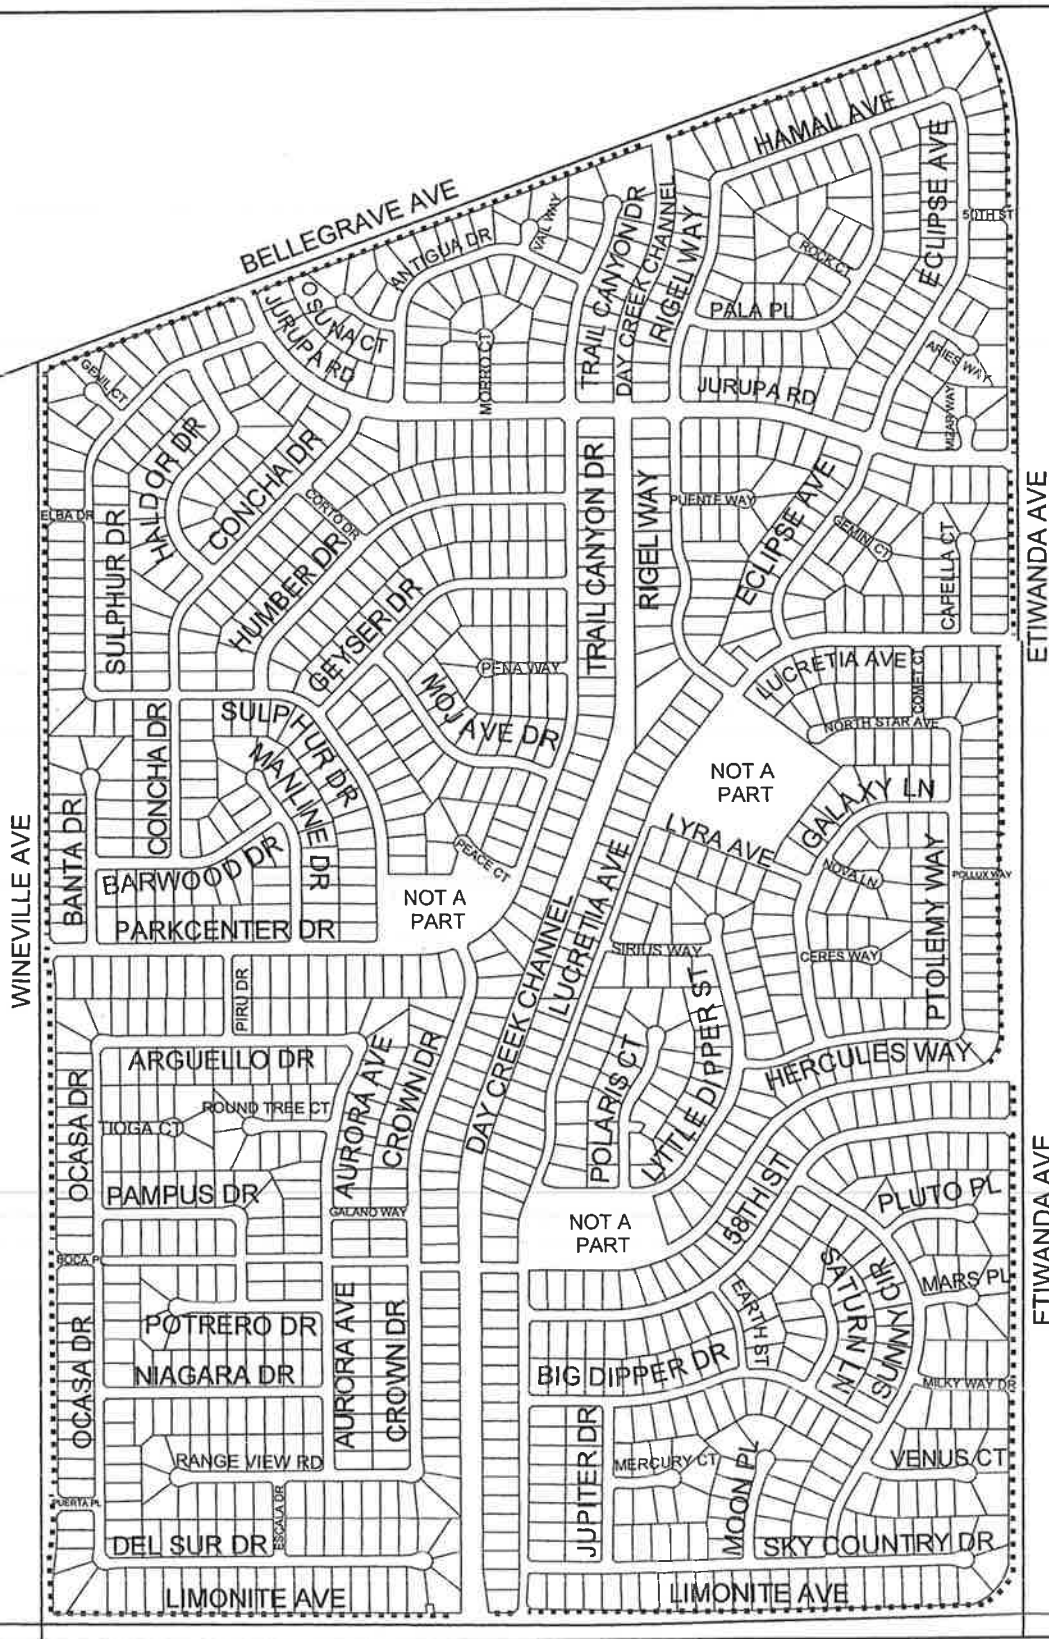 HAMAL AVE
ECLIPSE AVE
50TH ST
BELLEGRAVE AVE
VAIL WAY
TRAIL CANYON DR
DAY CREEK CHANNEL
RIGEL WAY
ROCK CT
ANTIGUA DR
OSUNA CT
JURUPA RD
PALA PL
MORRO CT
ARIES WAY
GENIL CT
JURUPA RD
MIZAR WAY
HALDOR DR
CONCHA DR
CORTO DR
TRAIL CANYON DR
RIGEL WAY
PUENTE WAY
ECLIPSE AVE
GEMINI CT
CAPELLA CT
ETIWANDA AVE
ELBA DR
SULPHUR DR
HUMBER DR
GEYSER DR
PENA WAY
MOJAVE DR
LUCRETIA AVE
COMET CT
NORTH STAR AVE
CONCHA DR
SULPHUR DR
MANLINE DR
NOT A
PART
GALAXY LN
LYRA AVE
WINEVILLE AVE
BANTA DR
BARWOOD DR
PARKCENTER DR
PEACE CT
NOT A
PART
DAY CREEK CHANNEL
LUCRETIA AVE
NOVA LN
PTOLEMY WAY
POLLUX WAY
SIRIUS WAY
CERES WAY
PIRU DR
ARGUELLO DR
AURORA AVE
CROWN DR
POLARIS CT
LYTTLE DIPPER ST
HERCULES WAY
OCASA DR
ROUND TREE CT
TIOGA CT
PAMPUS DR
GALANO WAY
58TH ST
PLUTO PL
ETIWANDA AVE
NOT A
PART
BOCA PL
EARTH ST
SATURN LN
SUNNY CIR
MARS PL
OCASA DR
POTRERO DR
NIAGARA DR
AURORA AVE
CROWN DR
BIG DIPPER DR
MILKY WAY DR
RANGE VIEW RD
JUPITER DR
MERCURY CT
MOON PL
VENUS CT
PUERTA PL
DEL SUR DR
ESCALA DR
SKY COUNTRY DR
LIMONITE AVE
LIMONITE AVE